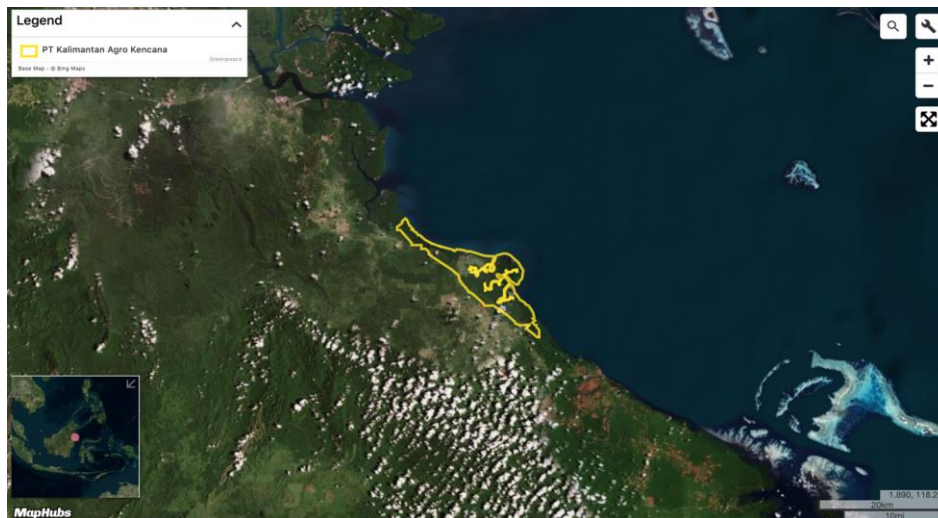 Legend
PT Kalimantan Agro Kencana
Greenpeace
Base Map - © Bing Maps
+
−
1.890, 118.2
20km
10mi
MapHubs